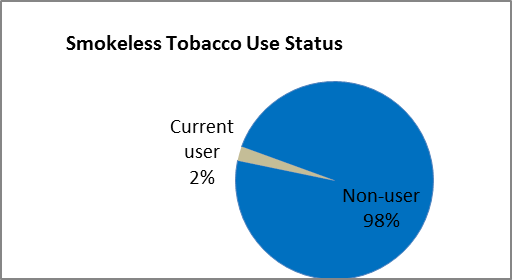 Smokeless Tobacco Use Status
Current
user
2%
Non-user
98%